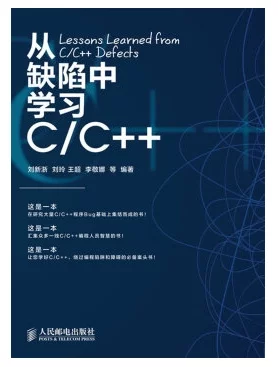 从
缺陷中
学习
C/C++
Lessons Learned from
C/C++ Defects
刘新浙 刘玲 王超 李敬娜 等 编著
这是一本
在研究大量C/C++程序Bug基础上集结而成的书！
这是一本
汇集众多一线C/C++编程人员智慧的书！
这是一本
让您学好C/C++，绕过编程陷阱和障碍的必备案头书！
人民邮电出版社
POSTS & TELECOM PRESS